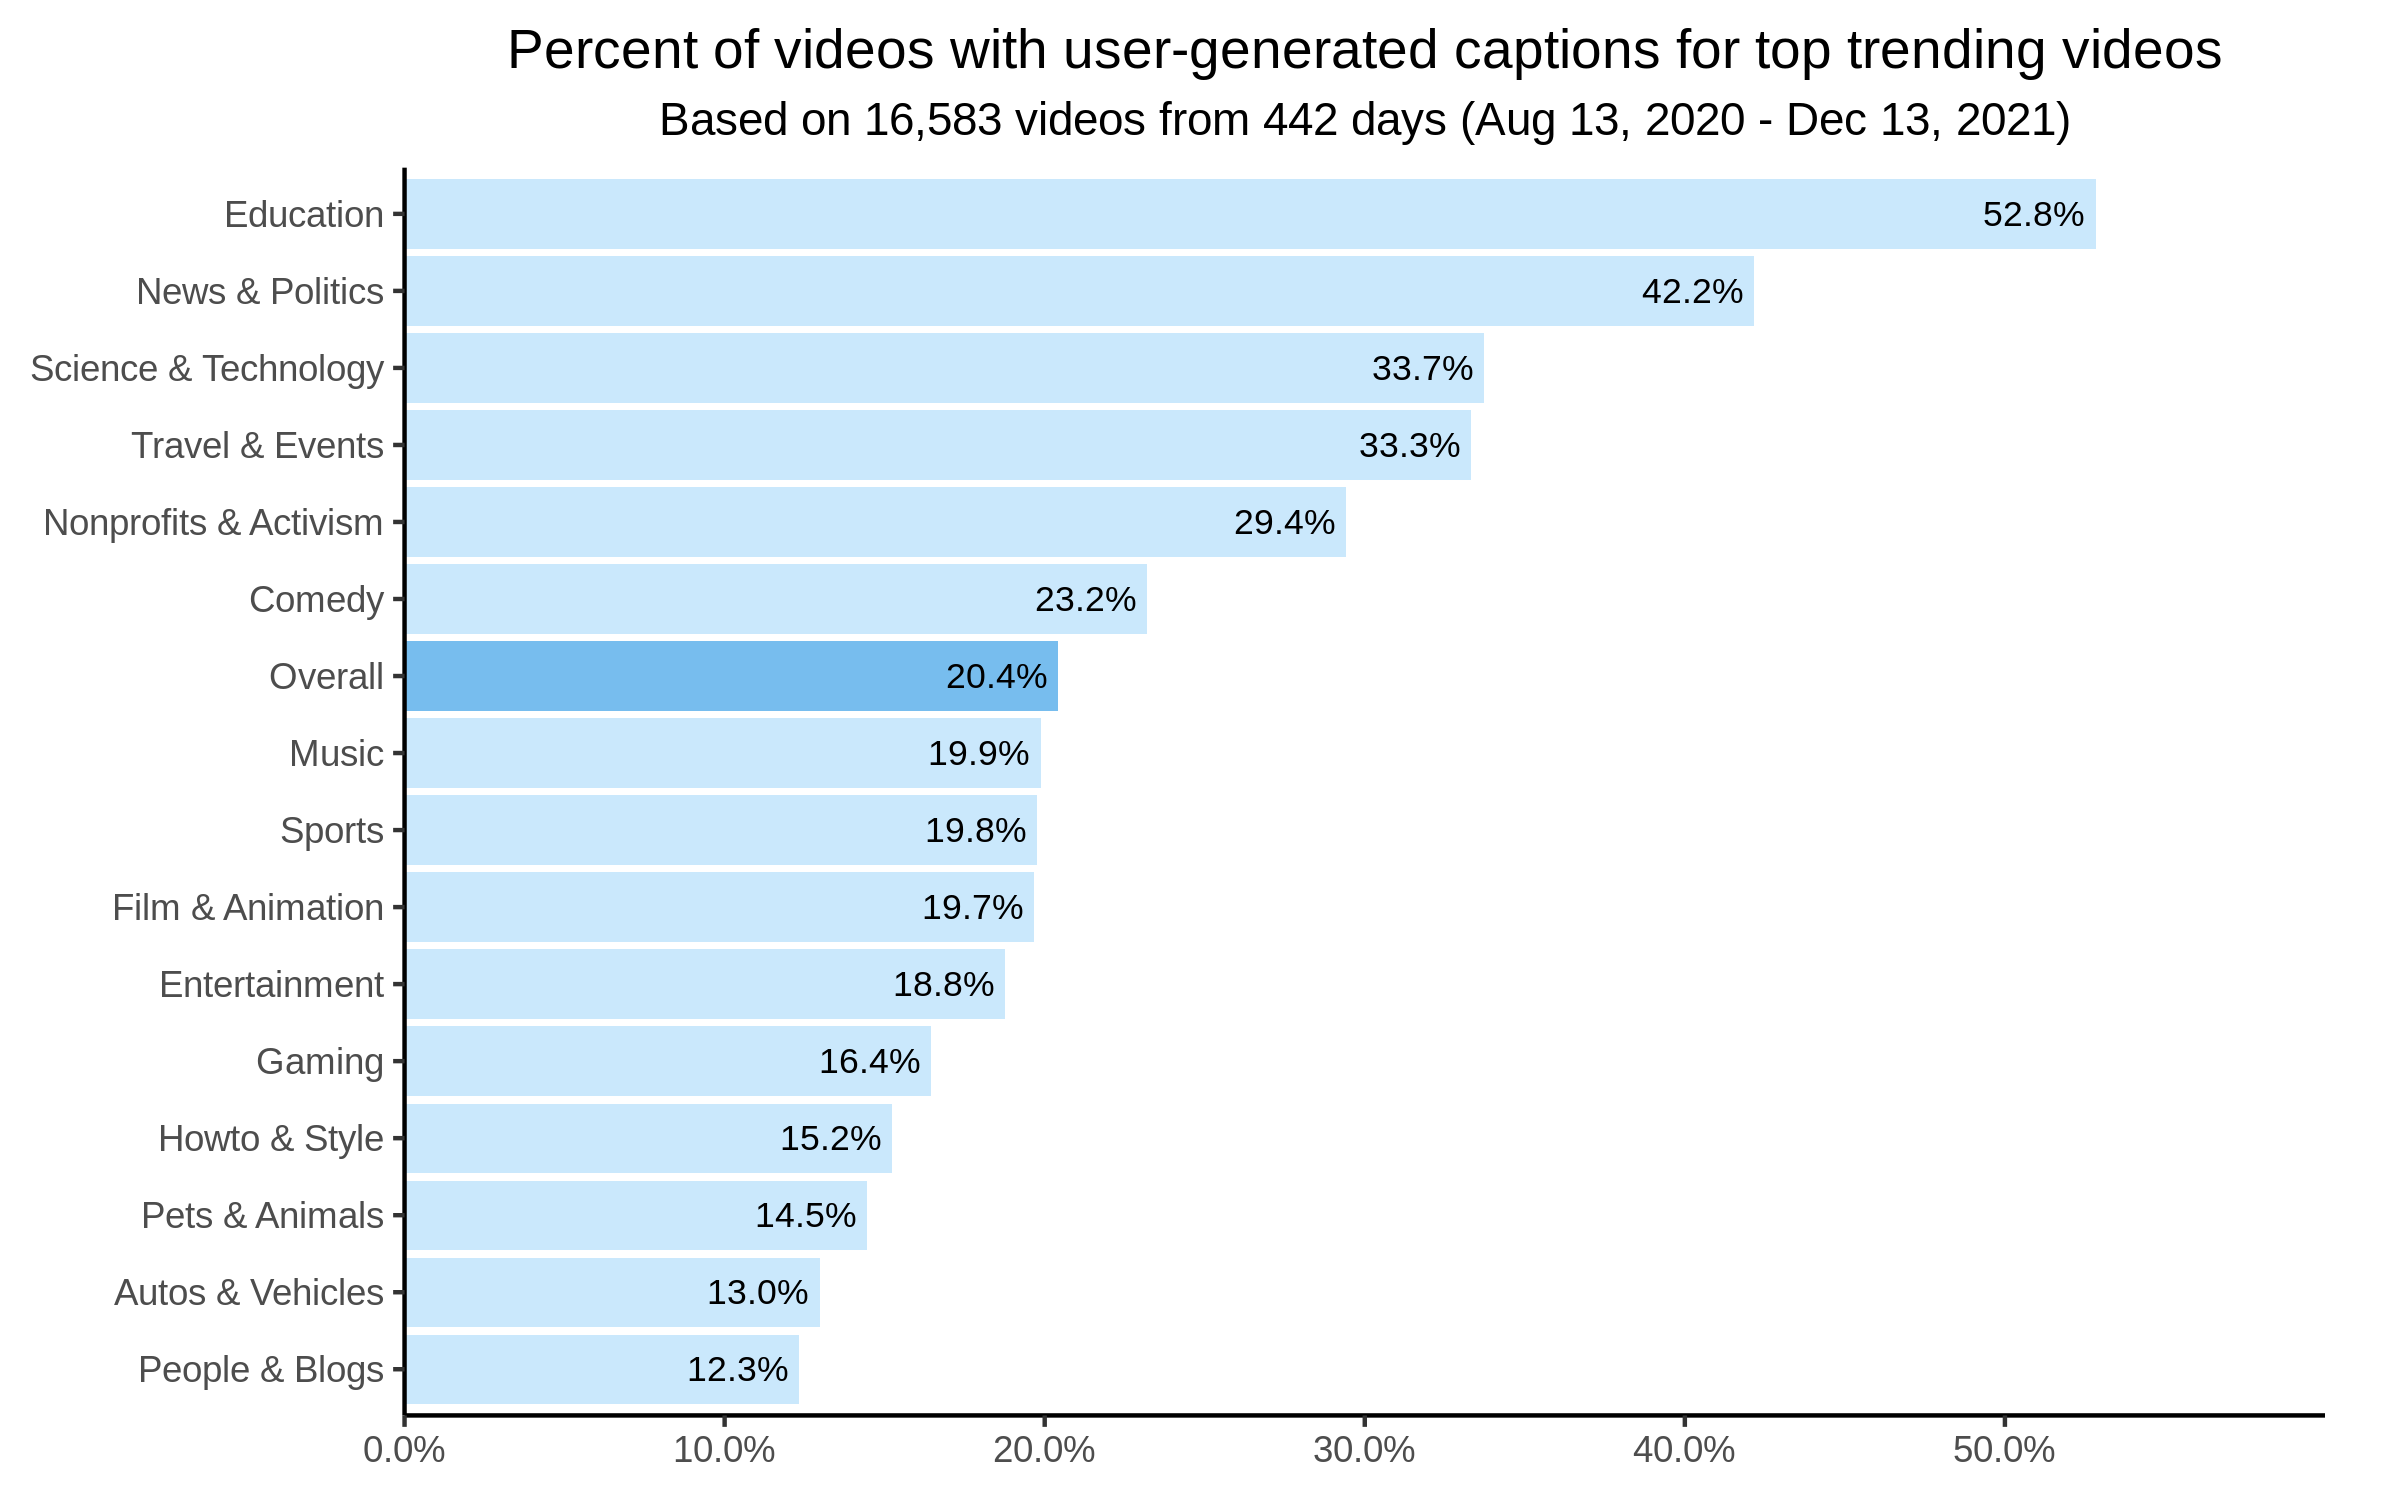 Percent of videos with user-generated captions for top trending videos
Based on 16,583 videos from 442 days (Aug 13, 2020 - Dec 13, 2021)
Education 52.8%
News & Politics 42.2%
Science & Technology 33.7%
Travel & Events 33.3%
Nonprofits & Activism 29.4%
Comedy 23.2%
Overall 20.4%
Music 19.9%
Sports 19.8%
Film & Animation 19.7%
Entertainment 18.8%
Gaming 16.4%
Howto & Style 15.2%
Pets & Animals 14.5%
Autos & Vehicles 13.0%
People & Blogs 12.3%
0.0% 10.0% 20.0% 30.0% 40.0% 50.0%